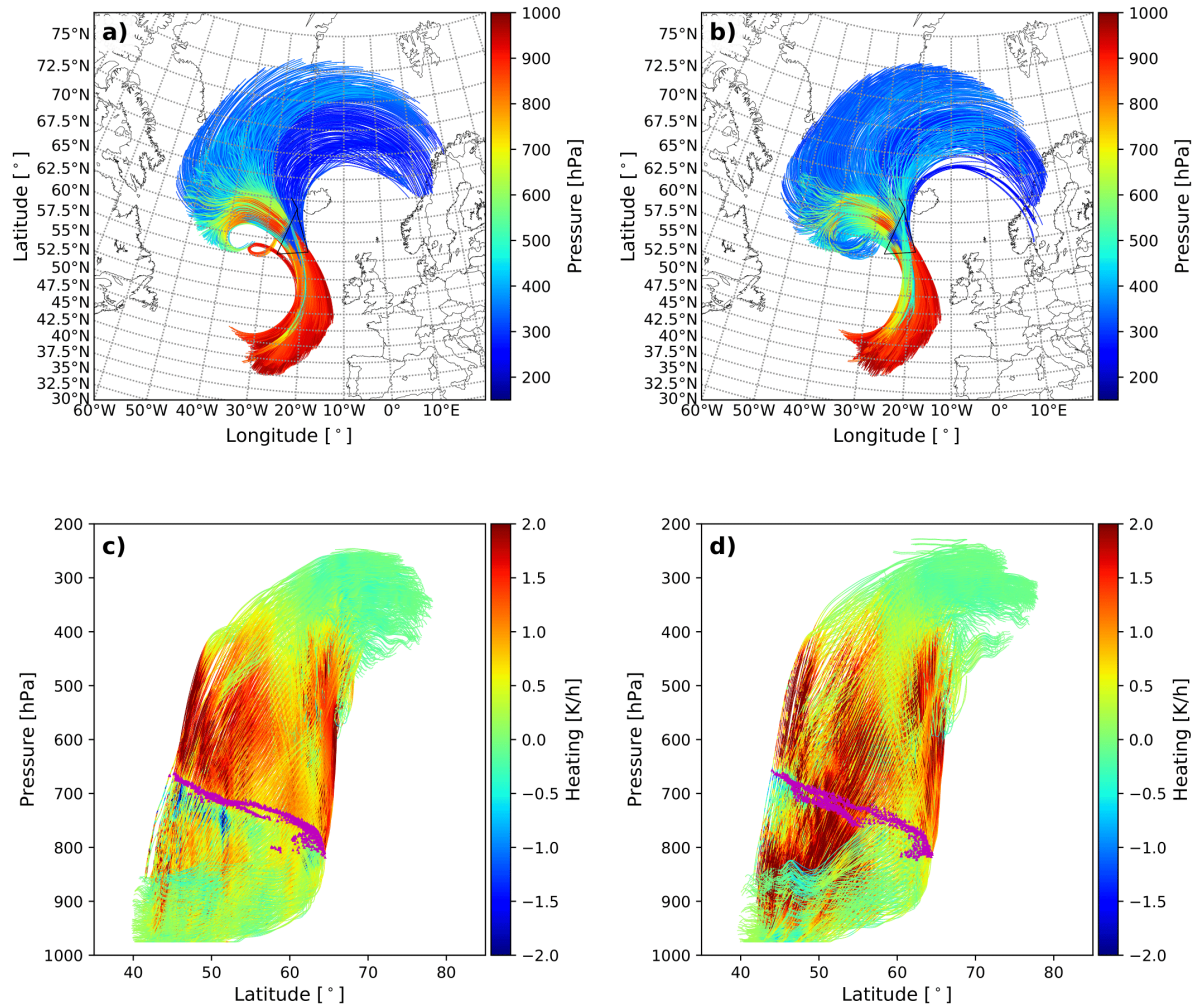 a)
75°N
72.5°N
70°N
67.5°N
65°N
62.5°N
60°N
57.5°N
55°N
52.5°N
50°N
47.5°N
45°N
42.5°N
40°N
37.5°N
35°N
32.5°N
30°N
60°W 50°W 40°W 30°W 20°W 10°W 0° 10°E
Latitude [°]
Longitude [°]
1000
900
800
700
600
500
400
300
200
Pressure [hPa]
b)
75°N
72.5°N
70°N
67.5°N
65°N
62.5°N
60°N
57.5°N
55°N
52.5°N
50°N
47.5°N
45°N
42.5°N
40°N
37.5°N
35°N
32.5°N
30°N
60°W 50°W 40°W 30°W 20°W 10°W 0° 10°E
Latitude [°]
Longitude [°]
1000
900
800
700
600
500
400
300
200
Pressure [hPa]
c)
200
300
400
500
600
700
800
900
1000
Pressure [hPa]
40 50 60 70 80
Latitude [°]
2.0
1.5
1.0
0.5
0.0
−0.5
−1.0
−1.5
−2.0
Heating [K/h]
d)
200
300
400
500
600
700
800
900
1000
Pressure [hPa]
40 50 60 70 80
Latitude [°]
2.0
1.5
1.0
0.5
0.0
−0.5
−1.0
−1.5
−2.0
Heating [K/h]